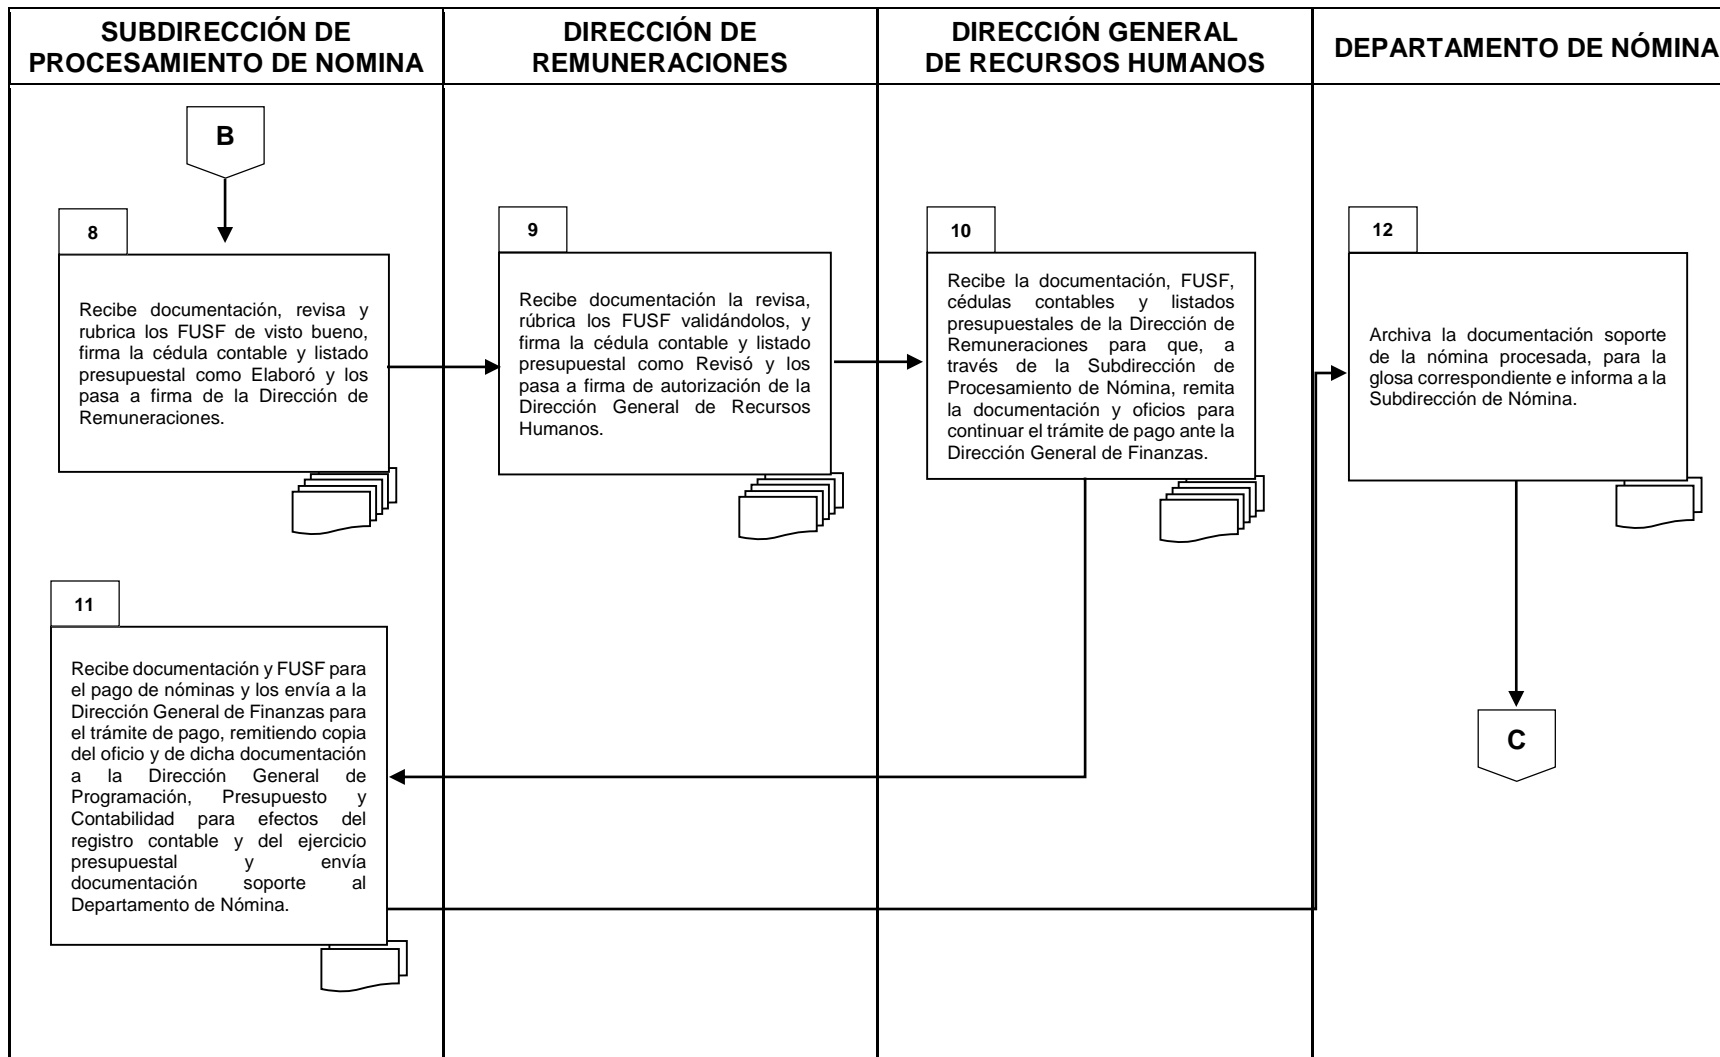 SUBDIRECCIÓN DE
PROCESAMIENTO DE NOMINA
DIRECCIÓN DE
REMUNERACIONES
DIRECCIÓN GENERAL
DE RECURSOS HUMANOS
DEPARTAMENTO DE NÓMINA
B
8
Recibe documentación, revisa y
rubrica los FUSF de visto bueno,
firma la cédula contable y listado
presupuestal como Elaboró y los
pasa a firma de la Dirección de
Remuneraciones.
9
Recibe documentación la revisa,
rúbrica los FUSF validándolos, y
firma la cédula contable y listado
presupuestal como Revisó y los
pasa a firma de autorización de la
Dirección General de Recursos
Humanos.
10
Recibe la documentación, FUSF,
cédulas contables y listados
presupuestales de la Dirección de
Remuneraciones para que, a
través de la Subdirección de
Procesamiento de Nómina, remita
la documentación y oficios para
continuar el trámite de pago ante la
Dirección General de Finanzas.
12
Archiva la documentación soporte
de la nómina procesada, para la
glosa correspondiente e informa a la
Subdirección de Nómina.
11
Recibe documentación y FUSF para
el pago de nóminas y los envía a la
Dirección General de Finanzas para
el trámite de pago, remitiendo copia
del oficio y de dicha documentación
a la Dirección General de
Programación, Presupuesto y
Contabilidad para efectos del
registro contable y del ejercicio
presupuestal y envía
documentación soporte al
Departamento de Nómina.
C